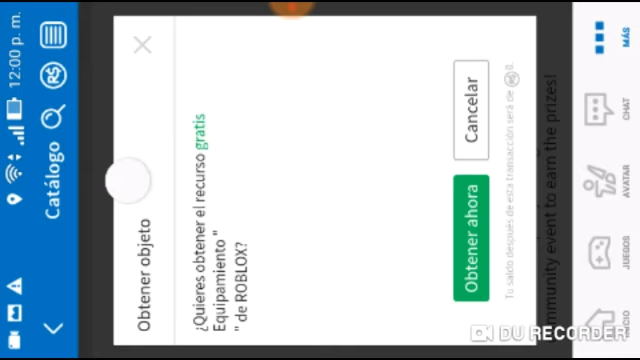 12:00 p. m.
Catálogo
Obtener objeto
¿Quieres obtener el recurso gratis
Equipamiento "
" de ROBLOX?
Obtener ahora
Cancelar
Tu saldo después de esta transacción será de R$0.
mmunity event to earn the prizes!
INICIO
JUEGOS
AVATAR
CHAT
MÁS
DU RECORDER